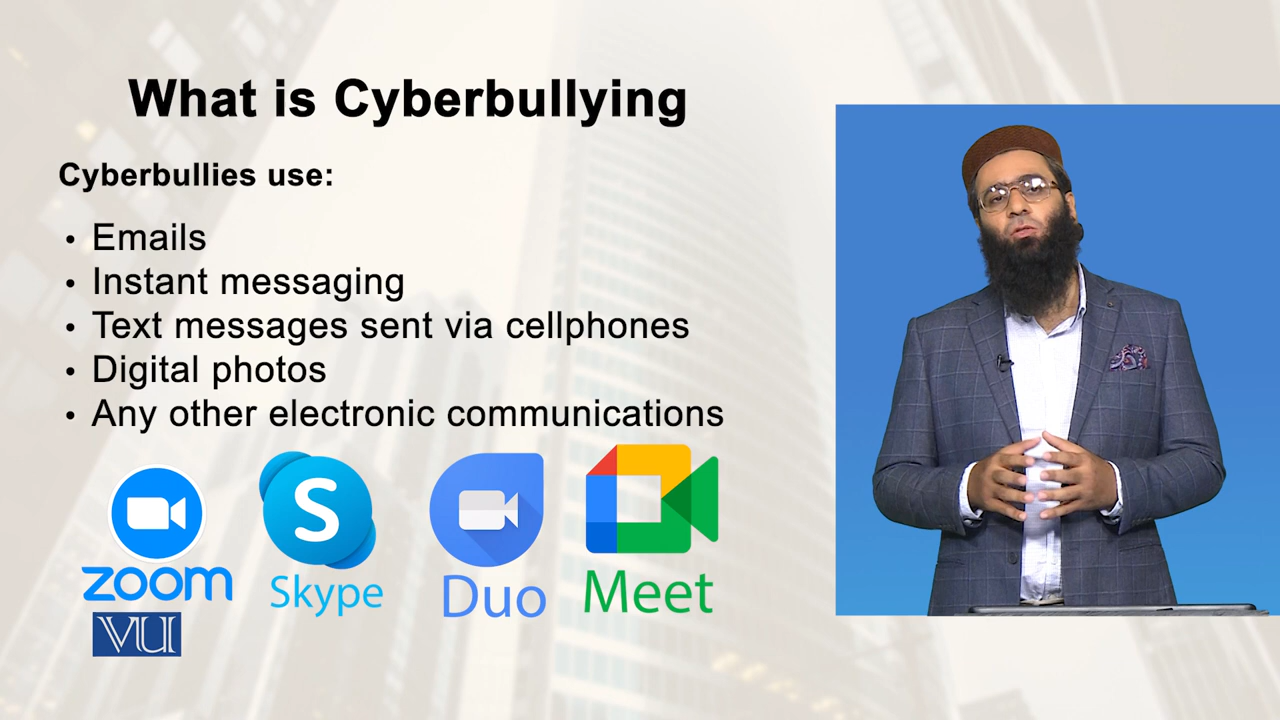 What is Cyberbullying
Cyberbullies use:
• Emails
• Instant messaging
• Text messages sent via cellphones
• Digital photos
• Any other electronic communications
S
zoom
Skype
Duo
Meet
VU